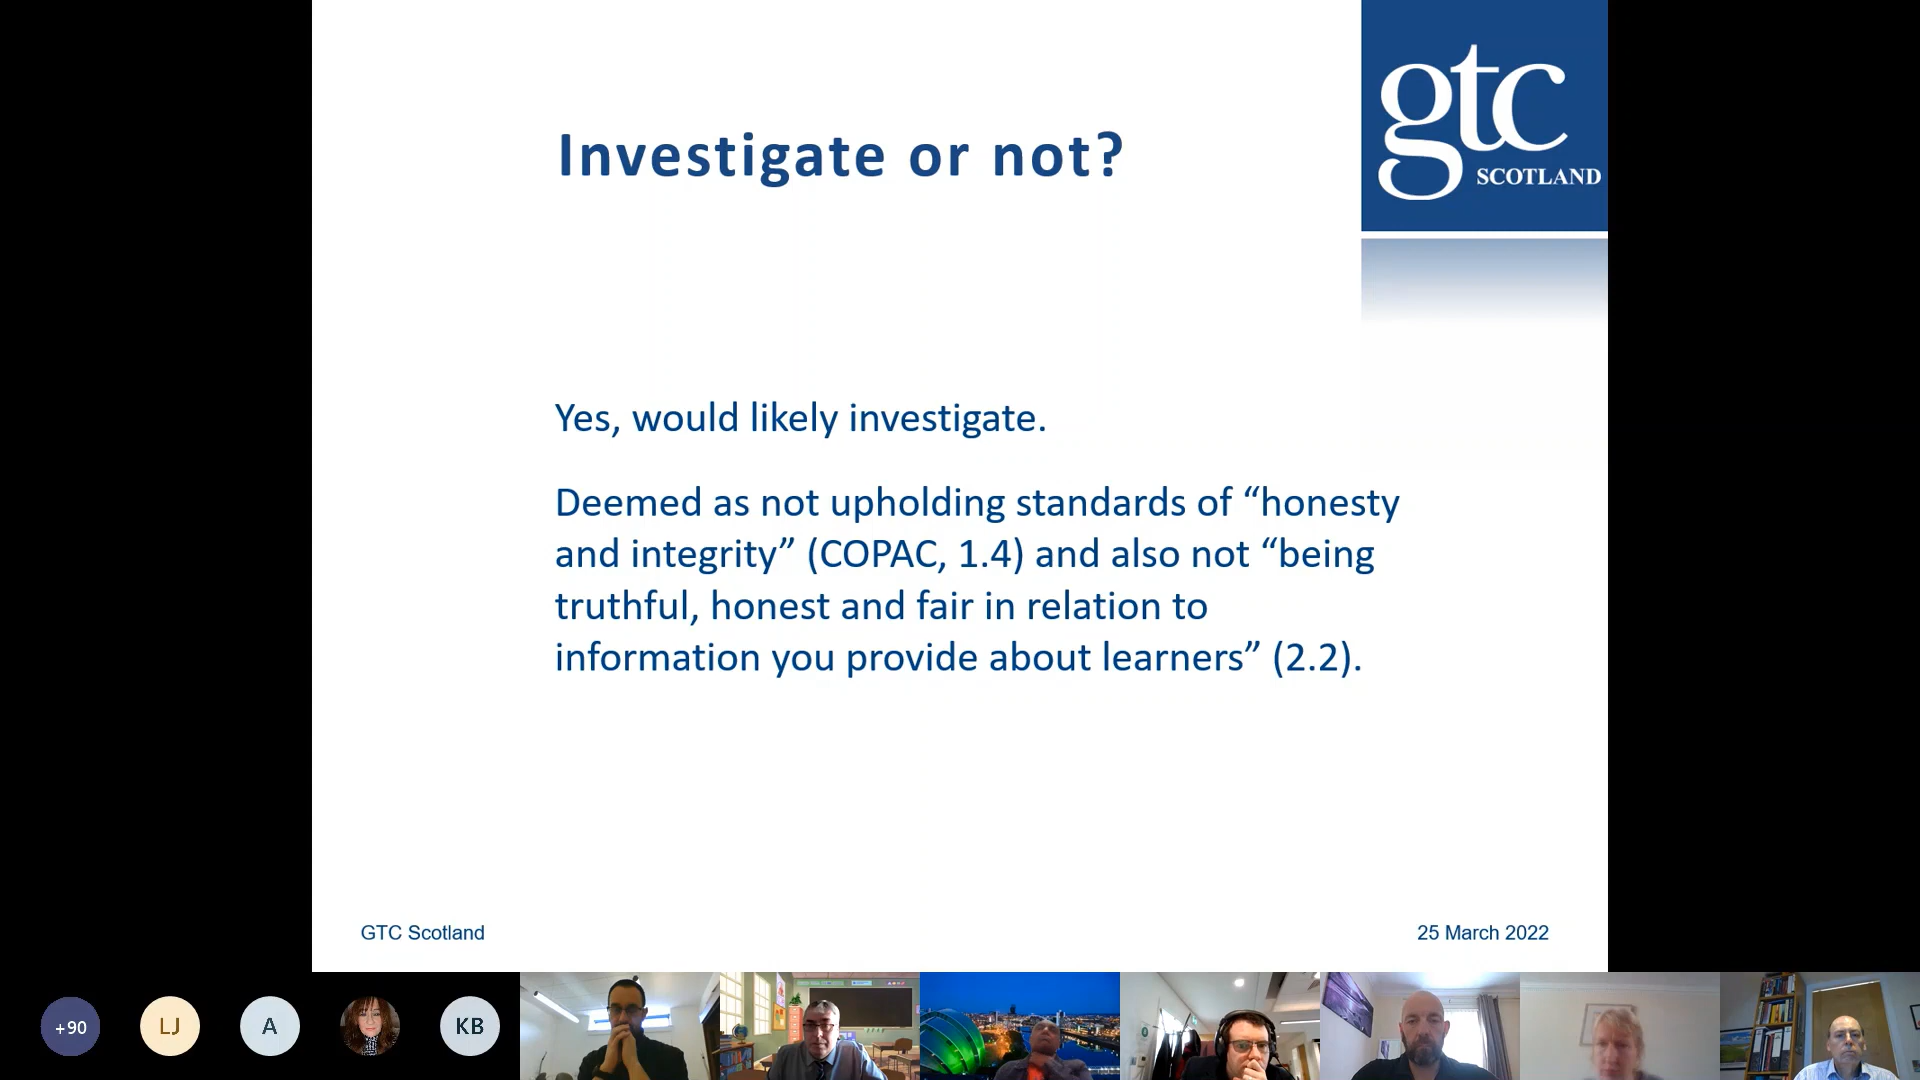 gtc
SCOTLAND
Investigate or not?
Yes, would likely investigate.
Deemed as not upholding standards of “honesty
and integrity” (COPAC, 1.4) and also not “being
truthful, honest and fair in relation to
information you provide about learners” (2.2).
GTC Scotland
25 March 2022
+90
LJ
A
KB